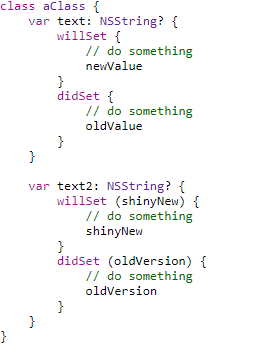 class aClass {
    var text: NSString? {
        willSet {
            // do something
            newValue
        }
        didSet {
            // do something
            oldValue
        }
    }

    var text2: NSString? {
        willSet (shinyNew) {
            // do something
            shinyNew
        }
        didSet (oldVersion) {
            // do something
            oldVersion
        }
    }
}